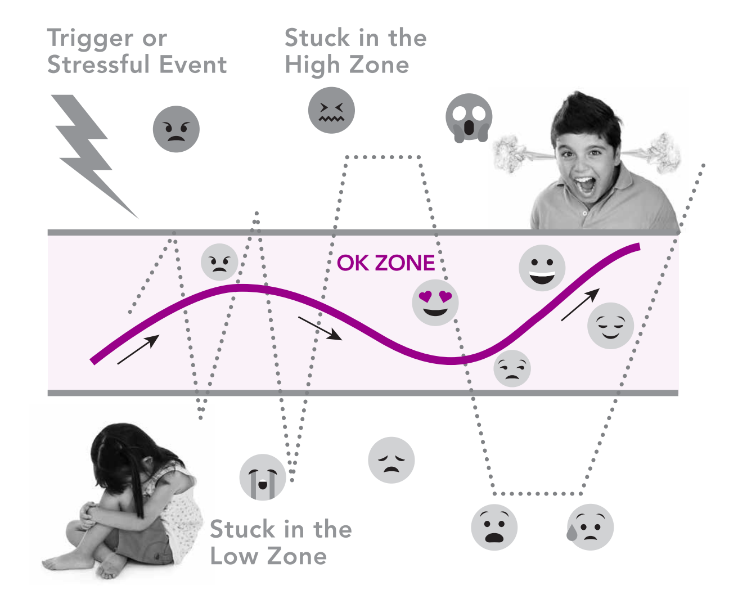 Trigger or
Stressful Event
Stuck in the
High Zone
OK ZONE
Stuck in the
Low Zone